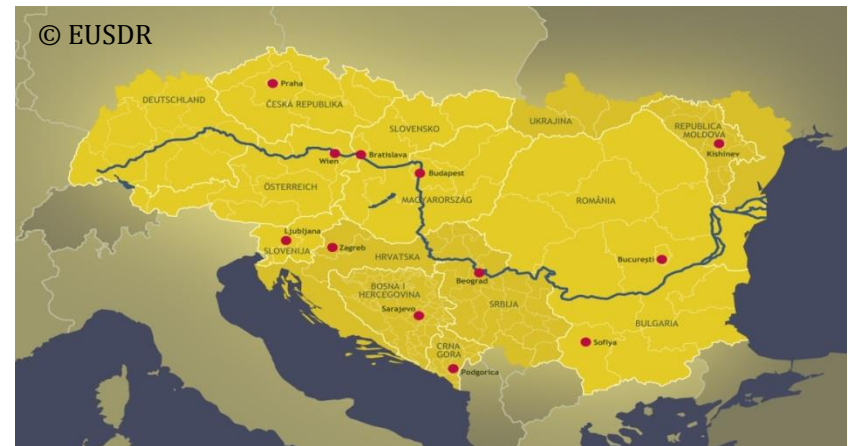 © EUSDR
Praha
DEUTSCHLAND
ČESKÁ REPUBLIKA
SLOVENSKO
UKRAJINA
REPUBLICA
MOLDOVA
Kishinev
Wien
Bratislava
Budapest
ÖSTERREICH
MAGYARORSZÁG
ROMÂNIA
Ljubljana
SLOVENIJA
Zagreb
HRVATSKA
Bucureşti
Beograd
BOSNA I
HERCEGOVINA
Sarajevo
SRBIJA
BULGARIA
Sofiya
CRNA
GORA
Podgorica